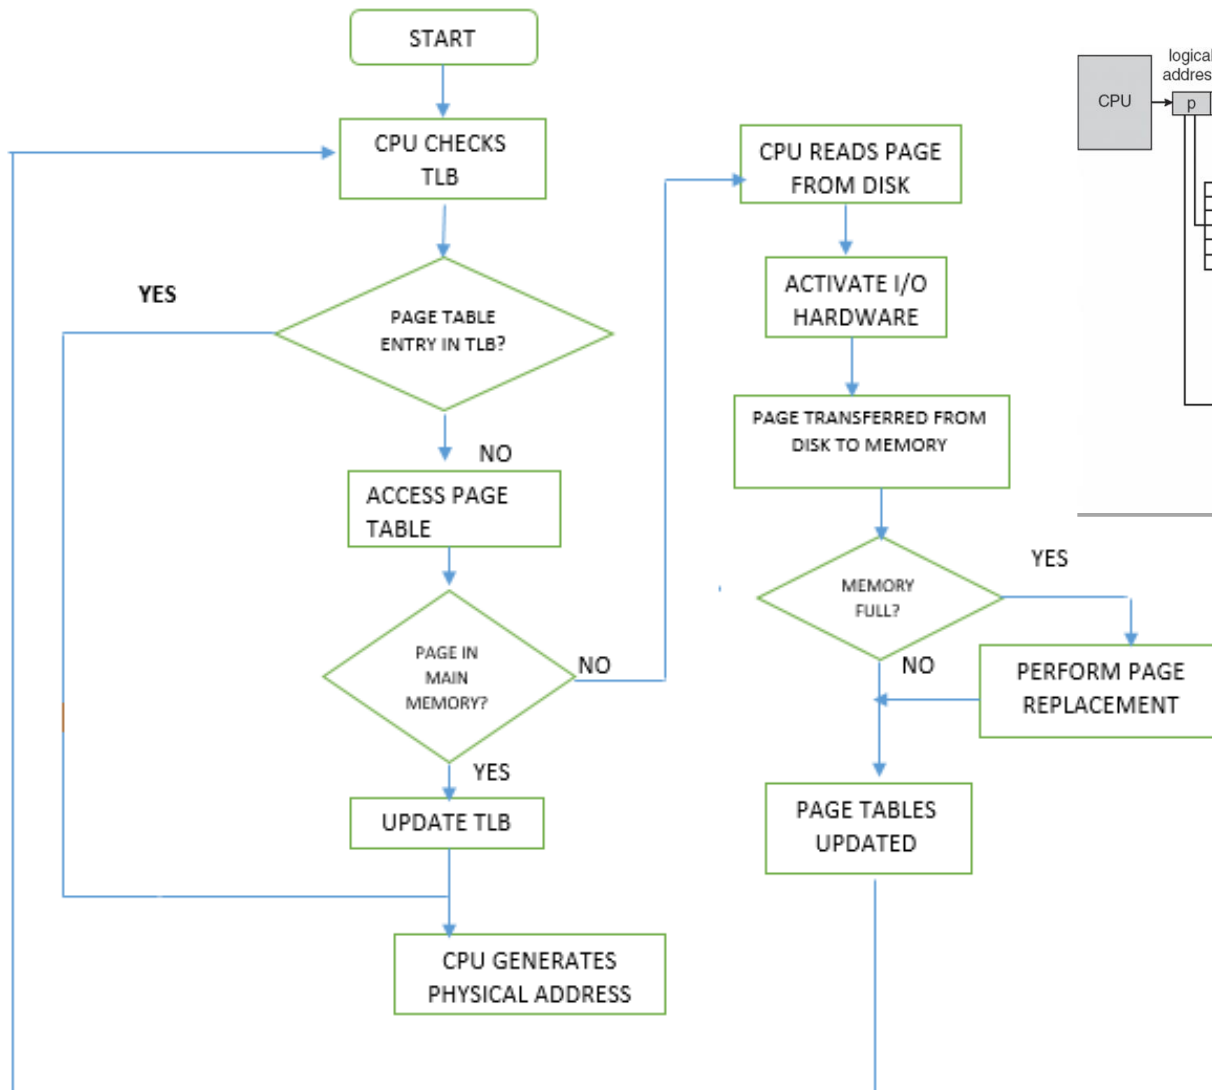 START
CPU CHECKS
TLB
YES
PAGE TABLE
ENTRY IN TLB?
NO
ACCESS PAGE
TABLE
PAGE IN
MAIN
MEMORY?
NO
YES
UPDATE TLB
CPU GENERATES
PHYSICAL ADDRESS
CPU READS PAGE
FROM DISK
ACTIVATE I/O
HARDWARE
PAGE TRANSFERRED FROM
DISK TO MEMORY
MEMORY
FULL?
YES
NO
PERFORM PAGE
REPLACEMENT
PAGE TABLES
UPDATED
CPU
logical
addres
p